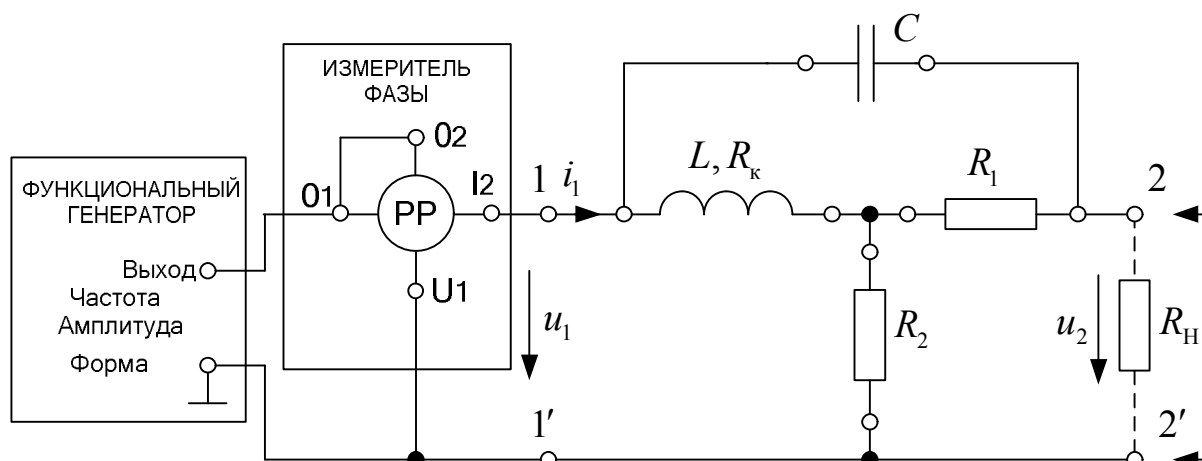 C
ИЗМЕРИТЕЛЬ
ФАЗЫ
02
L, Rк
R1
ФУНКЦИОНАЛЬНЫЙ
ГЕНЕРАТОР
01
PP
I2
1
i1
2
Выход
U1
Частота
Амплитуда
Форма
u1
R2
u2
RН
1′
2′